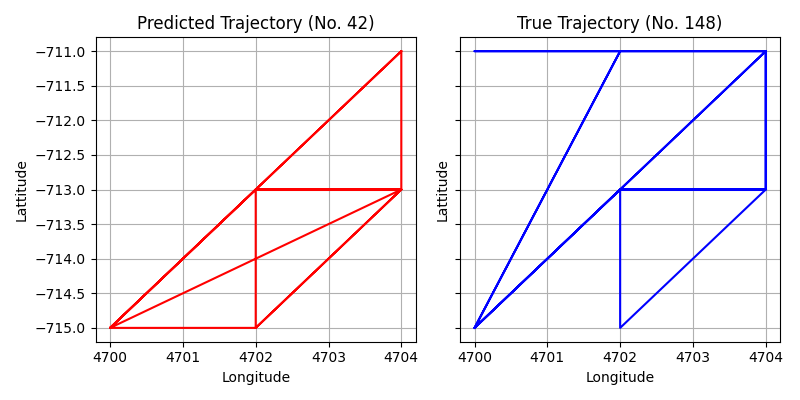 Predicted Trajectory (No. 42)
Lattitude
−711.0
−711.5
−712.0
−712.5
−713.0
−713.5
−714.0
−714.5
−715.0
4700 4701 4702 4703 4704
Longitude
True Trajectory (No. 148)
Lattitude
4700 4701 4702 4703 4704
Longitude